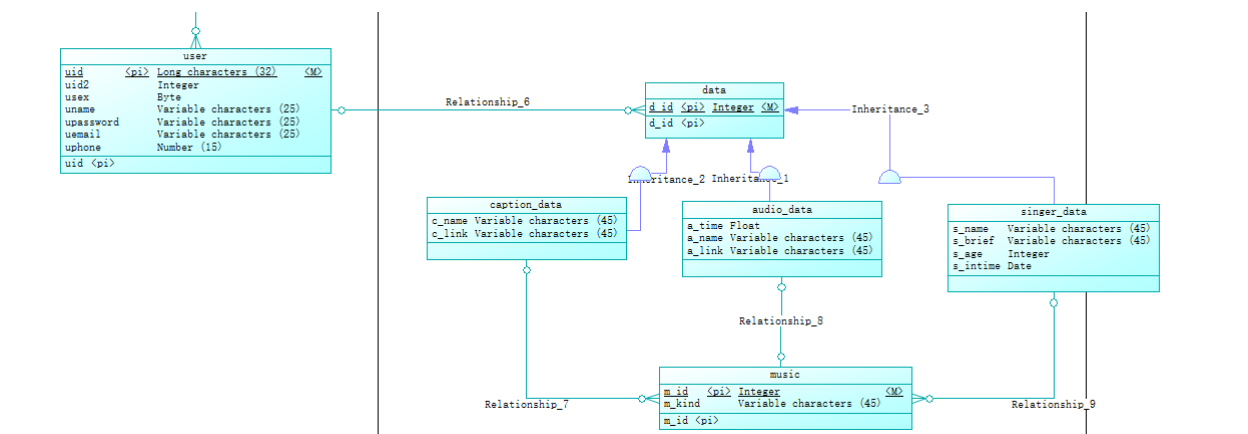 user
uid <pi> Long characters (32) <M>
uid2 Integer
usex Byte
uname Variable characters (25)
upassword Variable characters (25)
uemail Variable characters (25)
uphone Number (15)
uid <pi>
Relationship_6
data
d_id <pi> Integer <M>
d_id <pi>
Inheritance_3
Inheritance_2
Inheritance_1
caption_data
c_name Variable characters (45)
c_link Variable characters (45)
audio_data
a_time Float
a_name Variable characters (45)
a_link Variable characters (45)
singer_data
s_name Variable characters (45)
s_brief Variable characters (45)
s_age Integer
s_intime Date
Relationship_8
music
m_id <pi> Integer <M>
m_kind Variable characters (45)
m_id <pi>
Relationship_7
Relationship_9